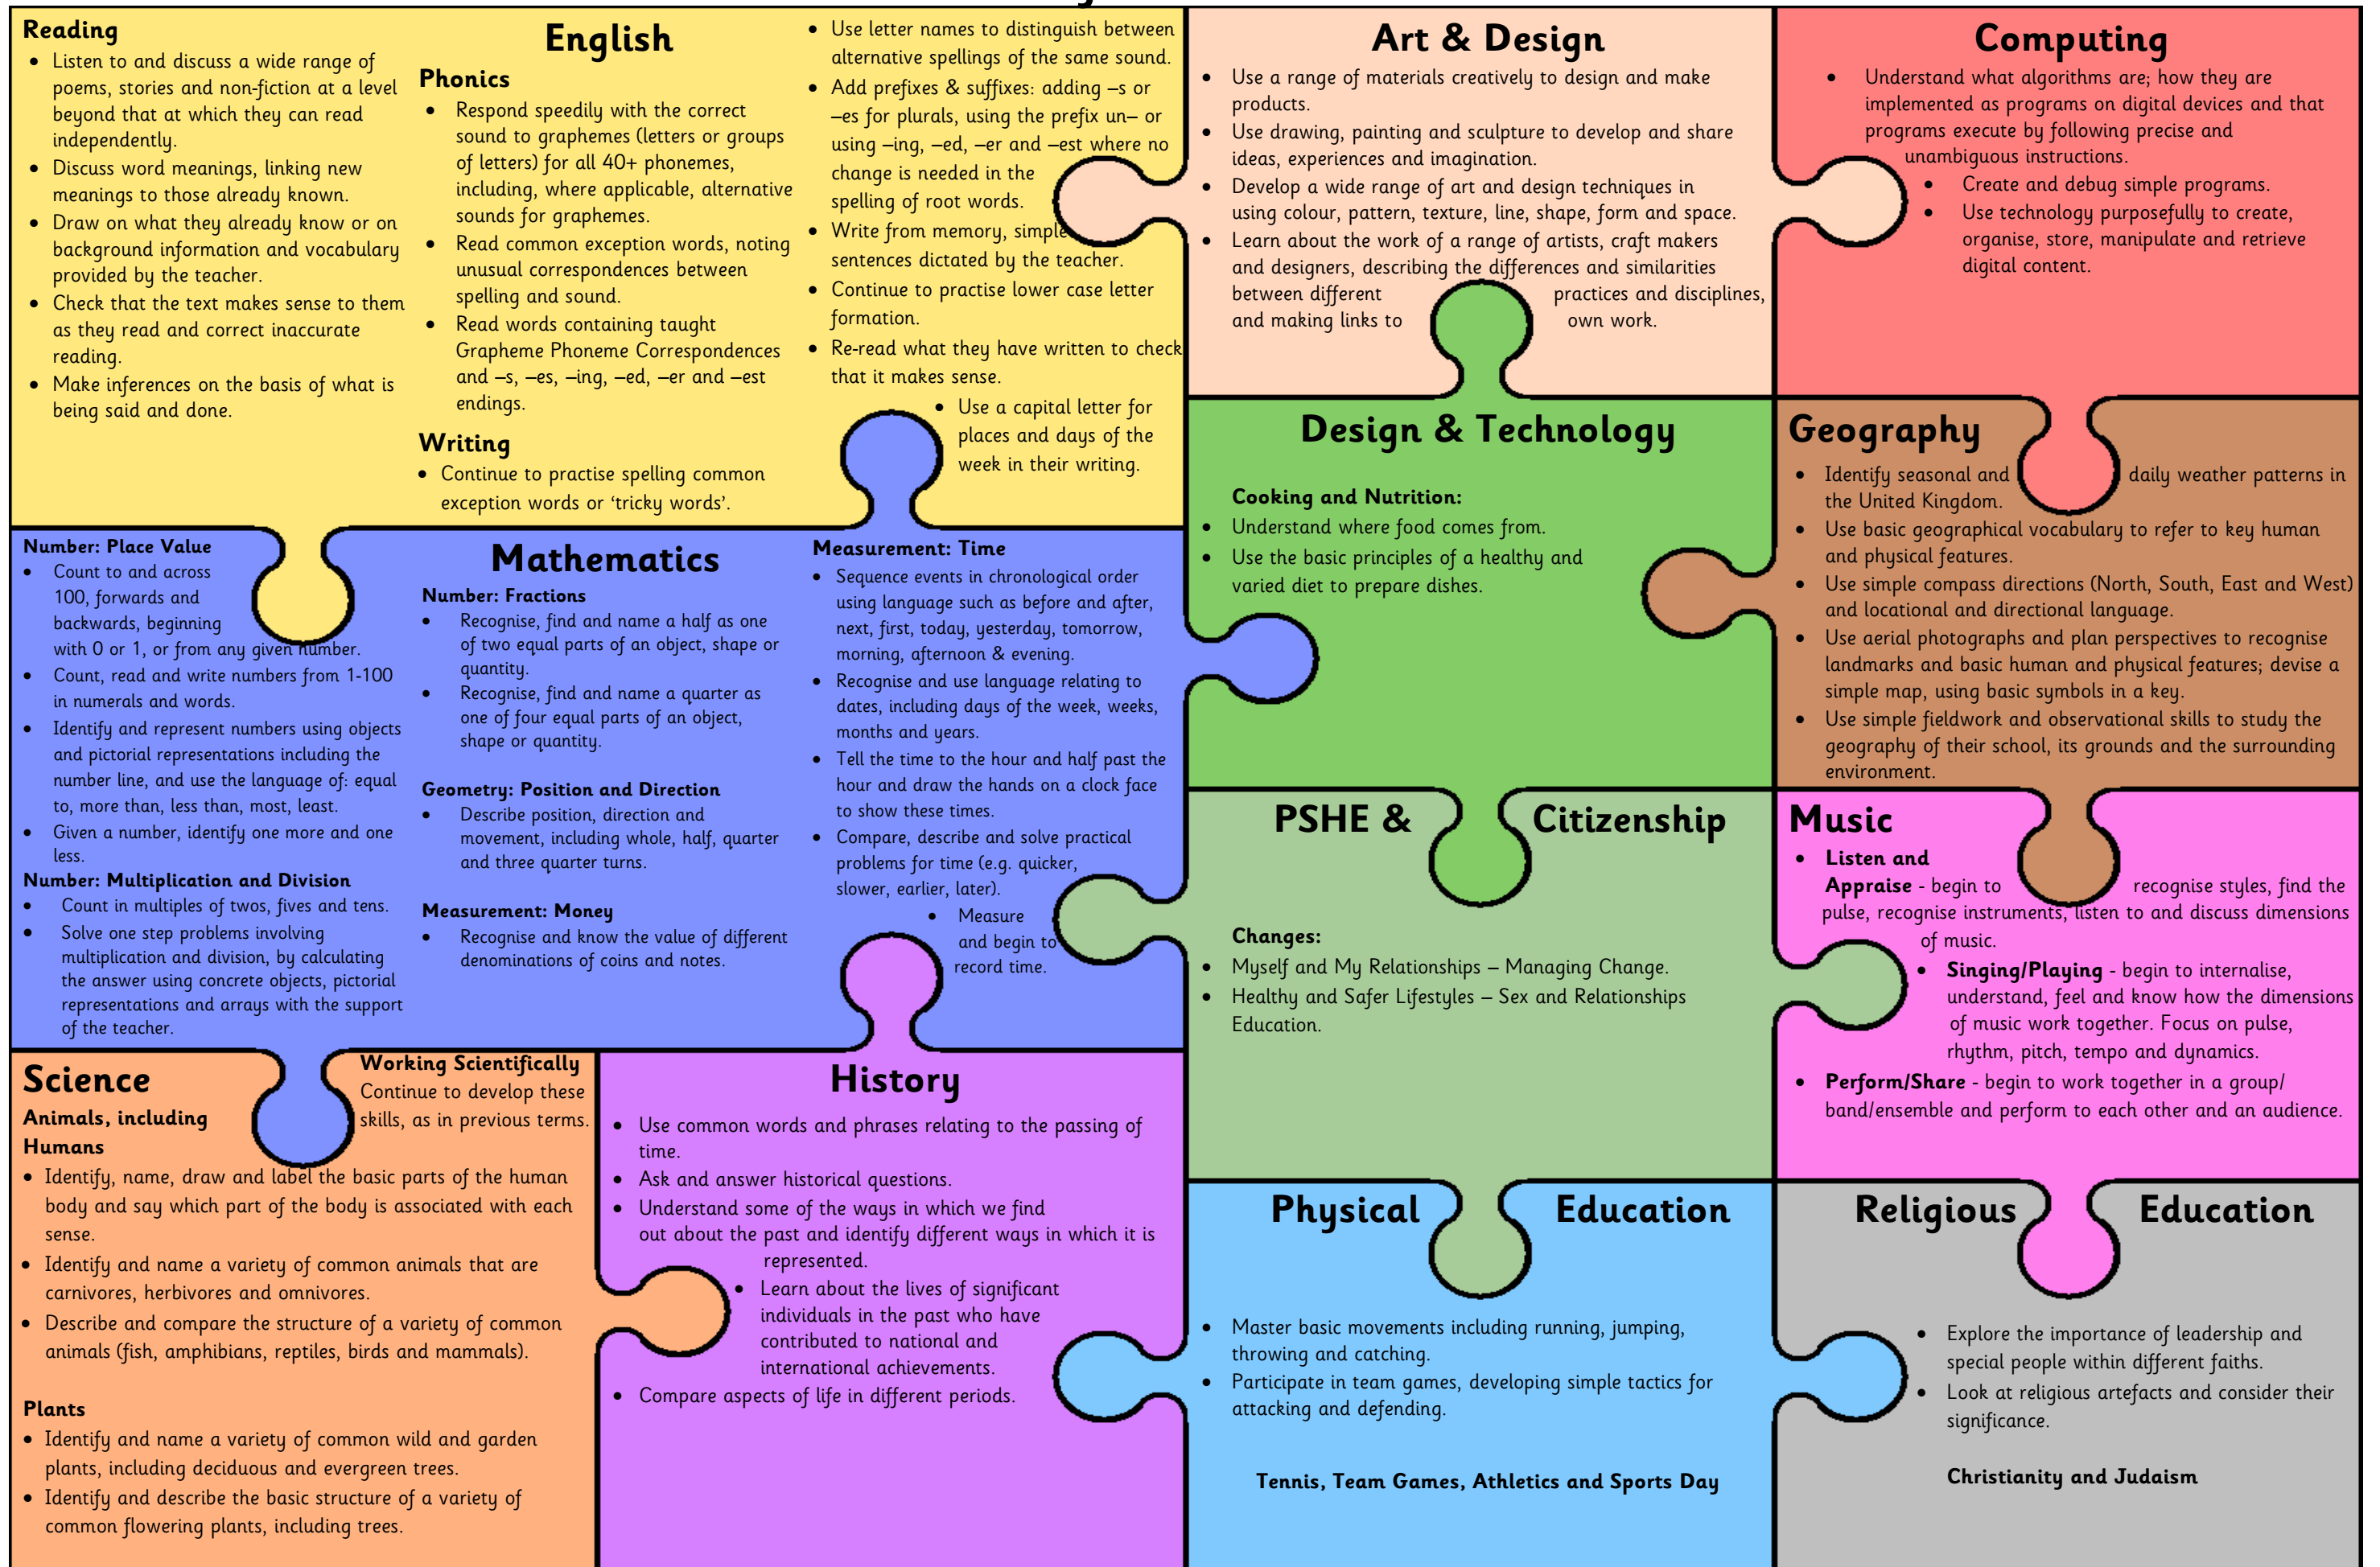 Reading
• Listen to and discuss a wide range of
poems, stories and non-fiction at a level
beyond that at which they can read
independently.
• Discuss word meanings, linking new
meanings to those already known.
• Draw on what they already know or on
background information and vocabulary
provided by the teacher.
• Check that the text makes sense to them
as they read and correct inaccurate
reading.
• Make inferences on the basis of what is
being said and done.
English
Phonics
• Respond speedily with the correct
sound to graphemes (letters or groups
of letters) for all 40+ phonemes,
including, where applicable, alternative
sounds for graphemes.
• Read common exception words, noting
unusual correspondences between
spelling and sound.
• Read words containing taught
Grapheme Phoneme Correspondences
and –s, –es, –ing, –ed, –er and –est
endings.
Writing
• Continue to practise spelling common
exception words or ‘tricky words’.
• Use letter names to distinguish between
alternative spellings of the same sound.
• Add prefixes & suffixes: adding –s or
–es for plurals, using the prefix un– or
using –ing, –ed, –er and –est where no
change is needed in the
spelling of root words.
• Write from memory, simple
sentences dictated by the teacher.
• Continue to practise lower case letter
formation.
• Re-read what they have written to check
that it makes sense.
• Use a capital letter for
places and days of the
week in their writing.
Art & Design
• Use a range of materials creatively to design and make
products.
• Use drawing, painting and sculpture to develop and share
ideas, experiences and imagination.
• Develop a wide range of art and design techniques in
using colour, pattern, texture, line, shape, form and space.
• Learn about the work of a range of artists, craft makers
and designers, describing the differences and similarities
between different practices and disciplines,
and making links to own work.
Computing
• Understand what algorithms are; how they are
implemented as programs on digital devices and that
programs execute by following precise and
unambiguous instructions.
• Create and debug simple programs.
• Use technology purposefully to create,
organise, store, manipulate and retrieve
digital content.
Design & Technology
Cooking and Nutrition:
• Understand where food comes from.
• Use the basic principles of a healthy and
varied diet to prepare dishes.
Geography
• Identify seasonal and daily weather patterns in
the United Kingdom.
• Use basic geographical vocabulary to refer to key human
and physical features.
• Use simple compass directions (North, South, East and West)
and locational and directional language.
• Use aerial photographs and plan perspectives to recognise
landmarks and basic human and physical features; devise a
simple map, using basic symbols in a key.
• Use simple fieldwork and observational skills to study the
geography of their school, its grounds and the surrounding
environment.
Number: Place Value
• Count to and across
100, forwards and
backwards, beginning
with 0 or 1, or from any given number.
• Count, read and write numbers from 1-100
in numerals and words.
• Identify and represent numbers using objects
and pictorial representations including the
number line, and use the language of: equal
to, more than, less than, most, least.
• Given a number, identify one more and one
less.
Number: Multiplication and Division
• Count in multiples of twos, fives and tens.
• Solve one step problems involving
multiplication and division, by calculating
the answer using concrete objects, pictorial
representations and arrays with the support
of the teacher.
Mathematics
Number: Fractions
• Recognise, find and name a half as one
of two equal parts of an object, shape or
quantity.
• Recognise, find and name a quarter as
one of four equal parts of an object,
shape or quantity.
Geometry: Position and Direction
• Describe position, direction and
movement, including whole, half, quarter
and three quarter turns.
Measurement: Money
• Recognise and know the value of different
denominations of coins and notes.
Measurement: Time
• Sequence events in chronological order
using language such as before and after,
next, first, today, yesterday, tomorrow,
morning, afternoon & evening.
• Recognise and use language relating to
dates, including days of the week, weeks,
months and years.
• Tell the time to the hour and half past the
hour and draw the hands on a clock face
to show these times.
• Compare, describe and solve practical
problems for time (e.g. quicker,
slower, earlier, later).
• Measure
and begin to
record time.
PSHE & Citizenship
Changes:
• Myself and My Relationships – Managing Change.
• Healthy and Safer Lifestyles – Sex and Relationships
Education.
Music
• Listen and
Appraise - begin to recognise styles, find the
pulse, recognise instruments, listen to and discuss dimensions
of music.
• Singing/Playing - begin to internalise,
understand, feel and know how the dimensions
of music work together. Focus on pulse,
rhythm, pitch, tempo and dynamics.
• Perform/Share - begin to work together in a group/
band/ensemble and perform to each other and an audience.
Science
Animals, including
Humans
Working Scientifically
Continue to develop these
skills, as in previous terms.
• Identify, name, draw and label the basic parts of the human
body and say which part of the body is associated with each
sense.
• Identify and name a variety of common animals that are
carnivores, herbivores and omnivores.
• Describe and compare the structure of a variety of common
animals (fish, amphibians, reptiles, birds and mammals).
Plants
• Identify and name a variety of common wild and garden
plants, including deciduous and evergreen trees.
• Identify and describe the basic structure of a variety of
common flowering plants, including trees.
History
• Use common words and phrases relating to the passing of
time.
• Ask and answer historical questions.
• Understand some of the ways in which we find
out about the past and identify different ways in which it is
represented.
• Learn about the lives of significant
individuals in the past who have
contributed to national and
international achievements.
• Compare aspects of life in different periods.
Physical Education
• Master basic movements including running, jumping,
throwing and catching.
• Participate in team games, developing simple tactics for
attacking and defending.
Tennis, Team Games, Athletics and Sports Day
Religious Education
• Explore the importance of leadership and
special people within different faiths.
• Look at religious artefacts and consider their
significance.
Christianity and Judaism